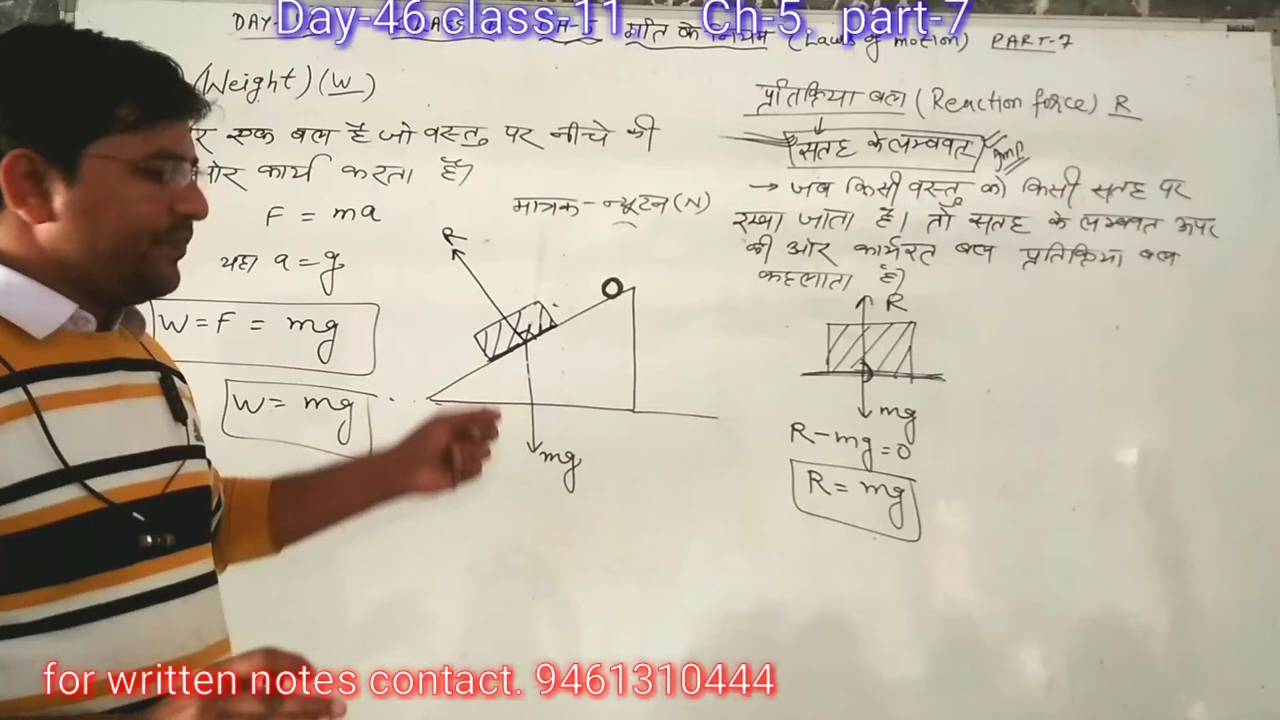 Day-46 class-11 Ch-5. part-7
DAY- गति के नियम (Laws of motion) PART-7
(Weight) (W)
एक बल है जो वस्तु पर नीचे की
ओर कार्य करता है।
F = ma
मात्रक - न्यूटन (N)
यहा a = g
W = F = mg
W = mg
R
mg
प्रतिक्रिया बल (Reaction force) R
सतह के लम्बवत Imp
→ जब किसी वस्तु को किसी सतह पर
रखा जाता है। तो सतह के लम्बवत ऊपर
की ओर कार्यरत बल प्रतिक्रिया बल
कहलाता है।
R
mg
R - mg = 0
R = mg
for written notes contact. 9461310444